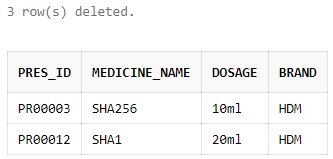 3 row(s) deleted.
PRES_ID MEDICINE_NAME DOSAGE BRAND
PR00003 SHA256 10ml HDM
PR00012 SHA1 20ml HDM